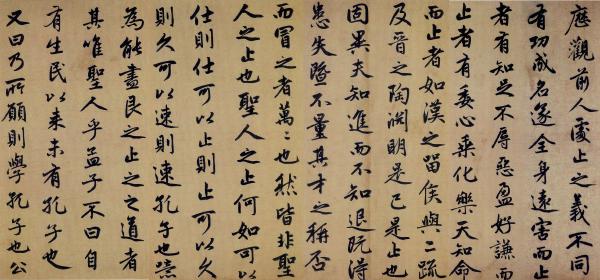 歷觀前人處止之義不同
有功成名遂全身遠害而
者有知足不辱惡盈好謙而
止者有委心乘化樂天知命
而止者如漢之留侯與二疏
及晉之陶淵明是已是止也
固異夫知進而不知退既得
患失隳不量其才之稱否
而冒之者萬〻也然皆非聖
人之止也聖人之止何如可以
仕則仕可以止則止可以久
則久可以速則速孔子也嘗
為能盡艮之止之道者
其唯聖人乎孟子不曰自
有生民以來未有孔子也
又曰乃所願則學孔子也公